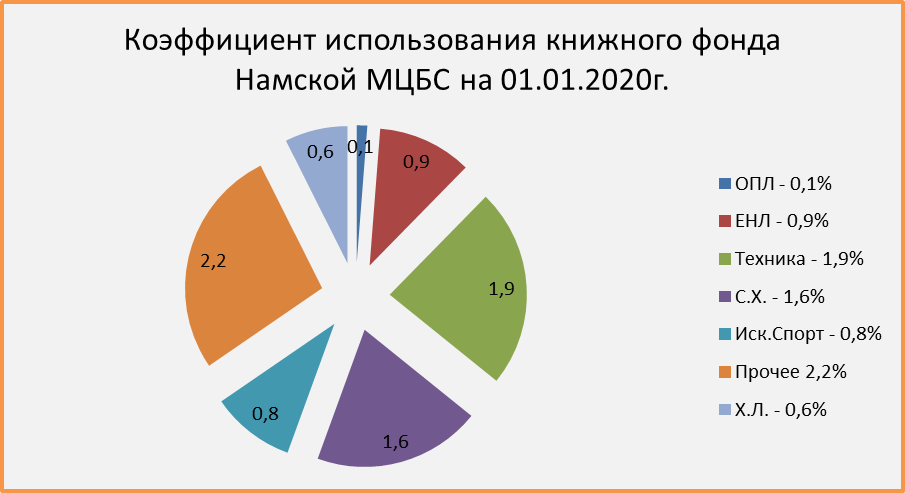 Коэффициент использования книжного фонда
Намской МЦБС на 01.01.2020г.
0,6
0,1
0,9
2,2
1,9
0,8
1,6
ОПЛ - 0,1%
ЕНЛ - 0,9%
Техника - 1,9%
С.Х. - 1,6%
Иск.Спорт - 0,8%
Прочее 2,2%
Х.Л. - 0,6%